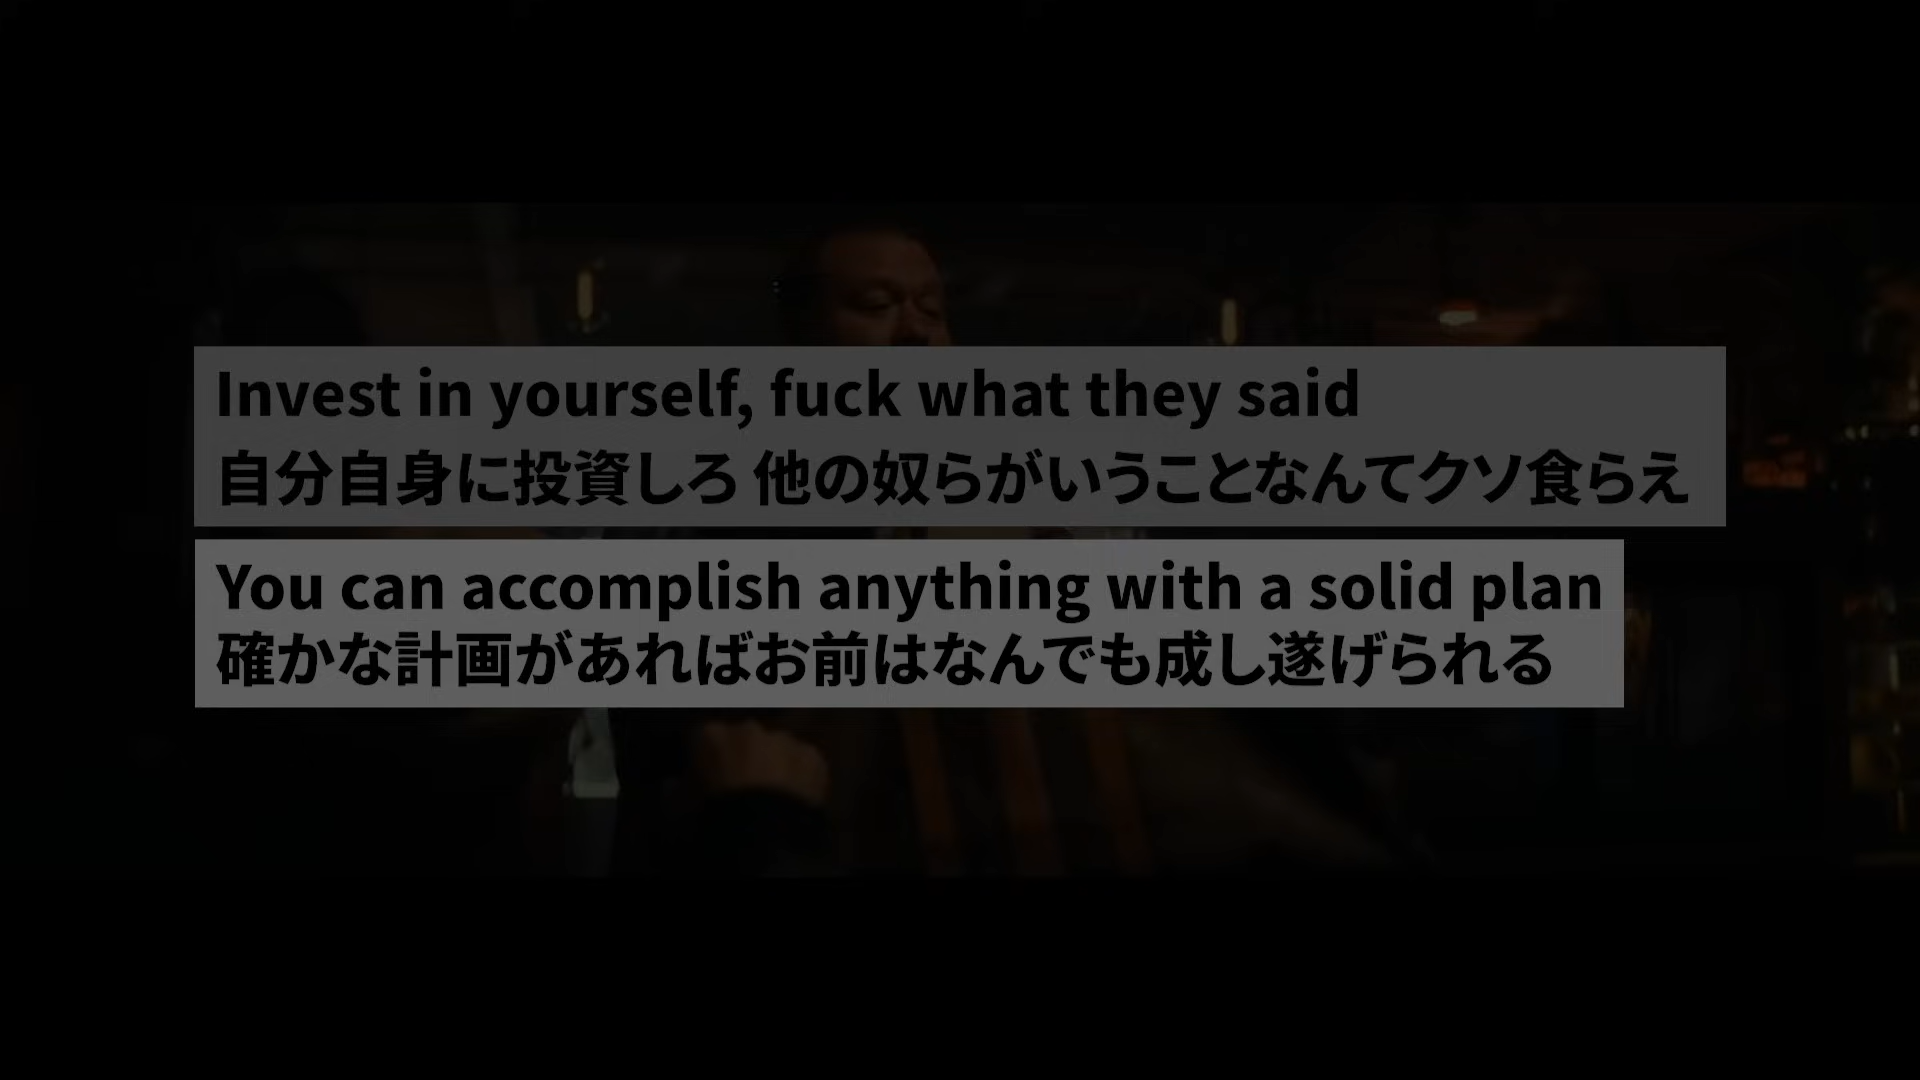 Invest in yourself, fuck what they said
自分自身に投資しろ 他の奴らがいうことなんてクソ食らえ
You can accomplish anything with a solid plan
確かな計画があればお前はなんでも成し遂げられる